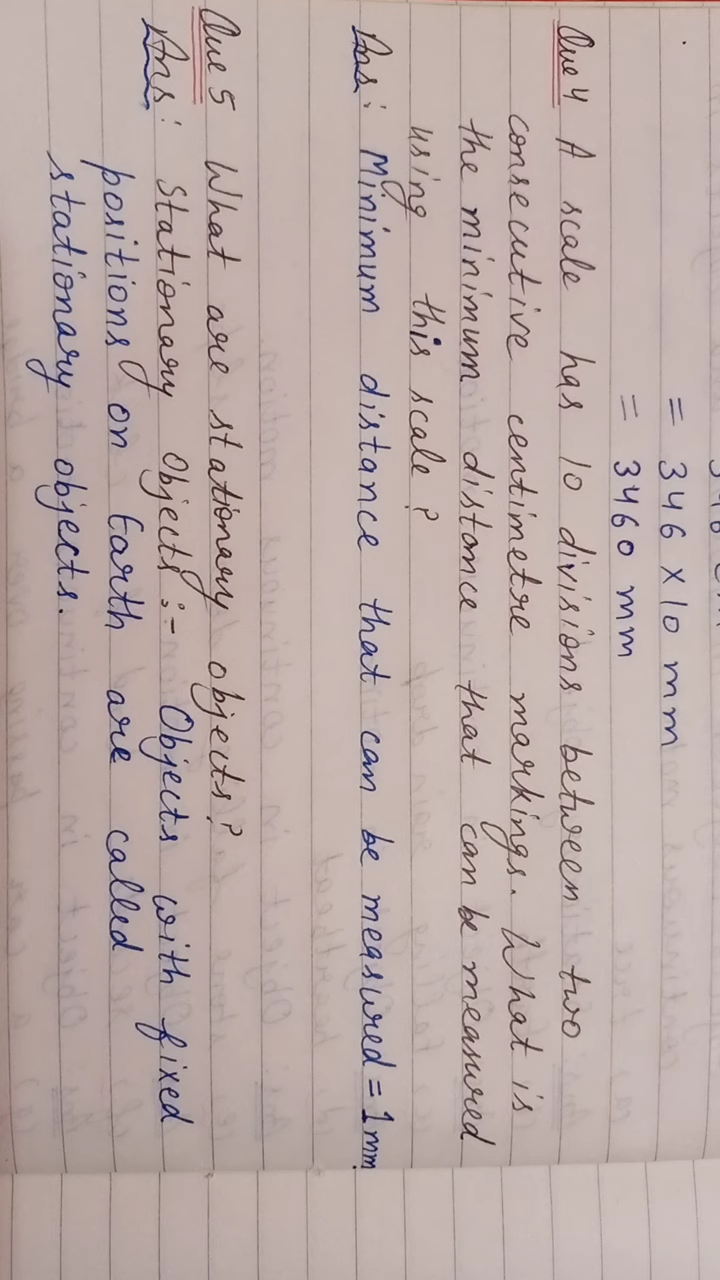 = 346 × 10 mm
= 3460 mm
Que 4 A scale has 10 divisions between two
consecutive centimetre markings. What is
the minimum distance that can be measured
using this scale?
Ans: Minimum distance that can be measured = 1mm
Que 5 What are stationary objects?
Ans: Stationary Objects :- Objects with fixed
positions on Earth are called
stationary objects.